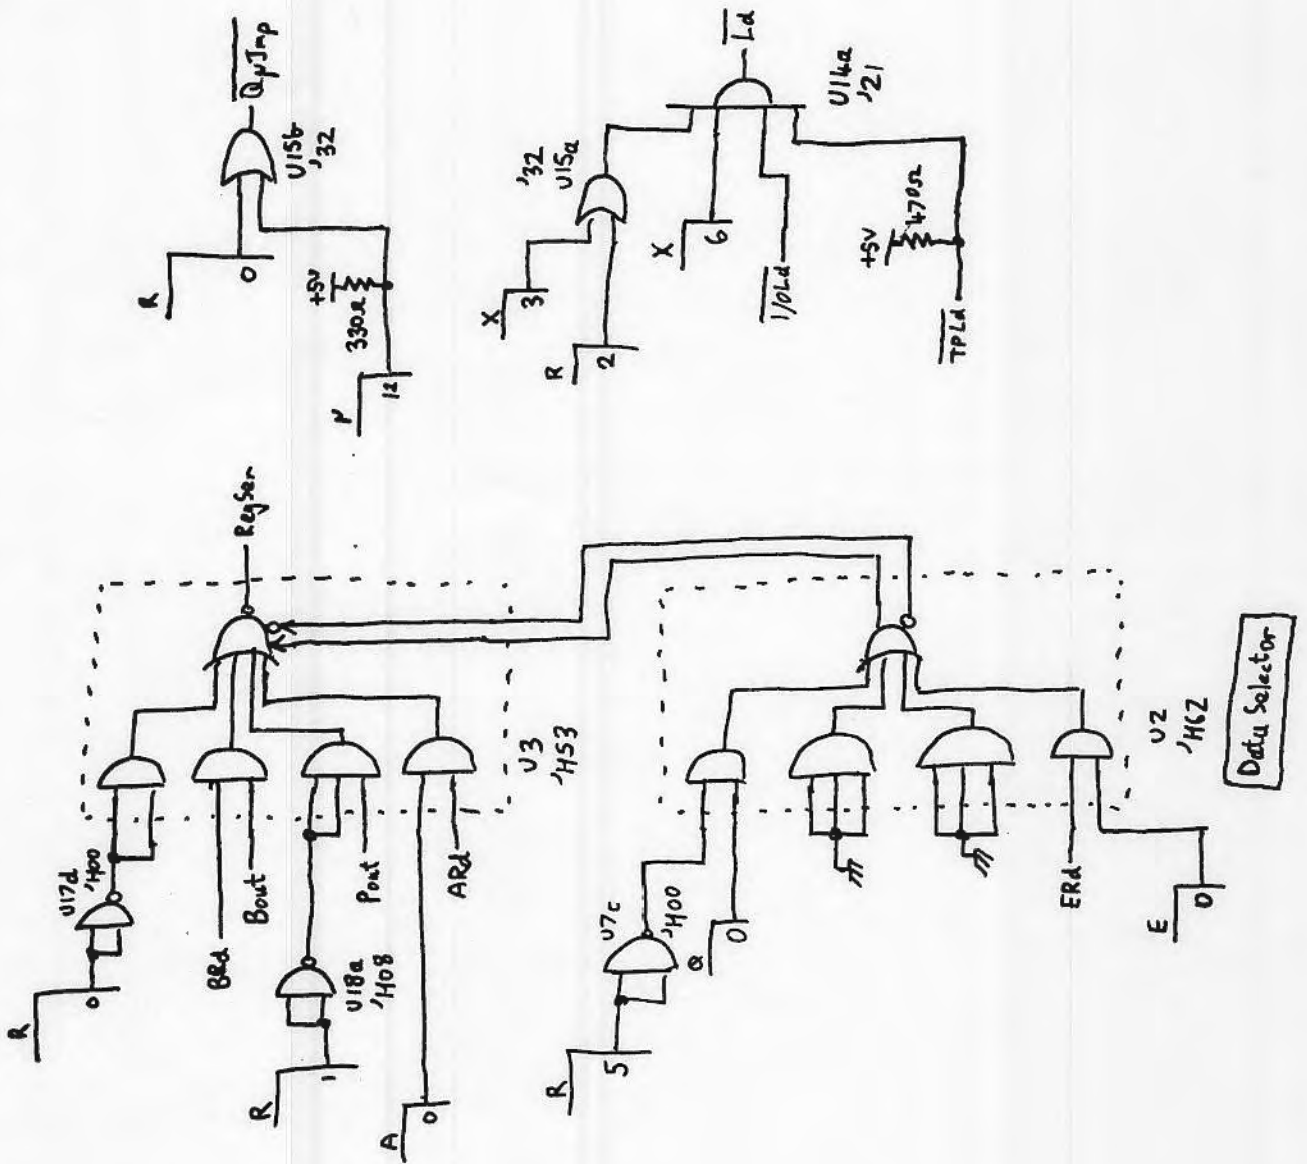 R
0
U17d
'H00
BRd
Bout
R
1
U18a
'H08
Pout
A
0
ARd
U3
'H53
RegSer
R
5
U7c
'H00
Q
0
ERd
E
0
U2
'H62
Data Selector
R
0
μ
12
330Ω
+5V
U15b
'32
QμJmp
X
3
R
2
'32
U15a
X
6
I/OLd
TPLd
+5V
470Ω
U14a
'21
Ld